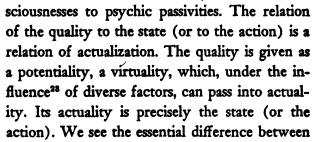 sciousnesses to psychic passivities. The relation
of the quality to the state (or to the action) is a
relation of actualization. The quality is given as
a potentiality, a virtuality, which, under the in-
fluence²² of diverse factors, can pass into actual-
ity. Its actuality is precisely the state (or the
action). We see the essential difference between